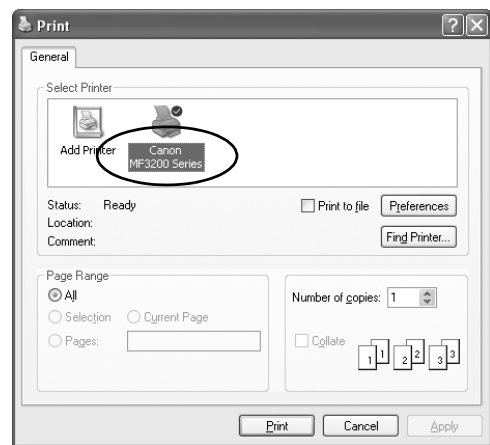 Print
General
Select Printer
Add Printer
Canon
MF3200 Series
Status: Ready
Location:
Comment:
Print to file
Preferences
Find Printer...
Page Range
All
Selection
Current Page
Pages:
Number of copies: 1
Collate
1 1 2 2 3 3
Print
Cancel
Apply